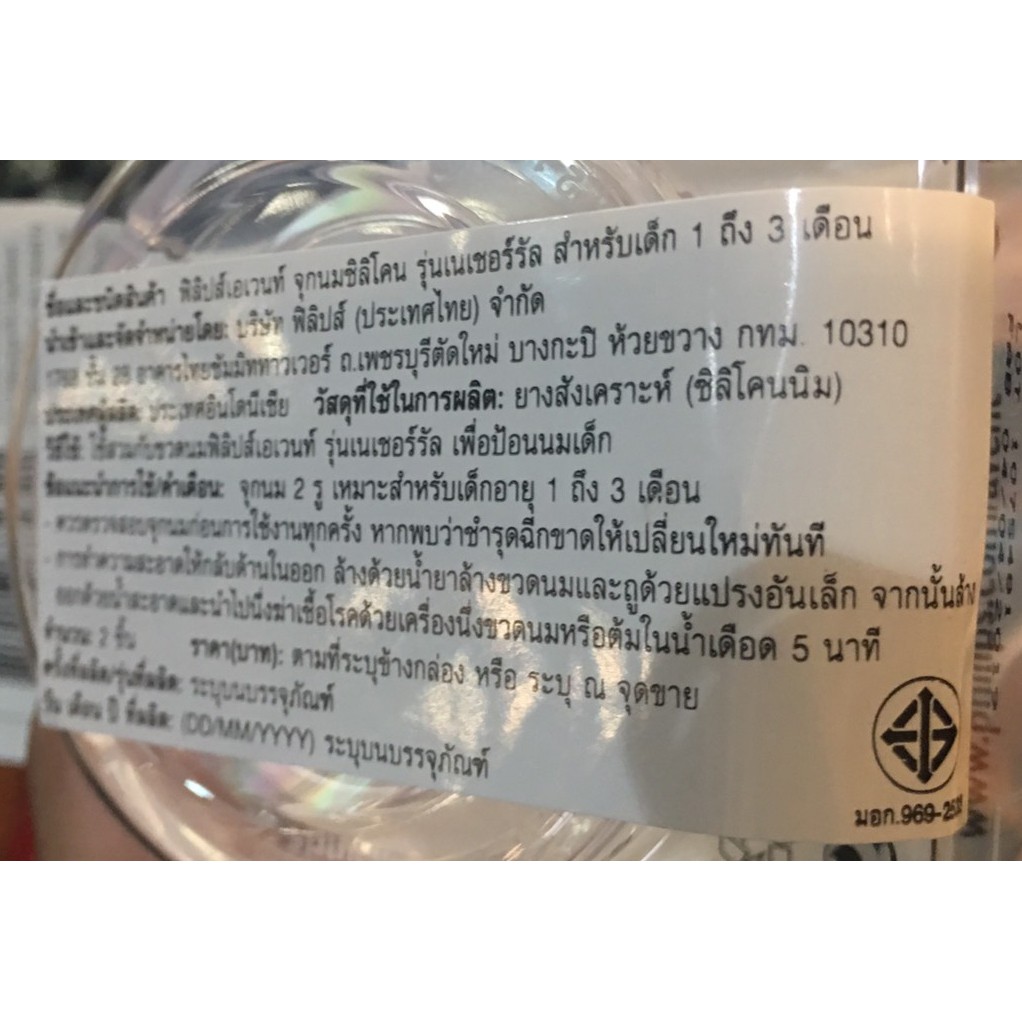 ชื่อและชนิดสินค้า พิลิปส์เอเวนท์ จุกนมซิลิโคน รุ่นเนเชอร์รัล สำหรับเด็ก 1 ถึง 3 เดือน
นำเข้าและจัดจำหน่ายโดย: บริษัท ฟิลิปส์ (ประเทศไทย) จำกัด
1768 ชั้น 28 อาคารไทยซัมมิททาวเวอร์ ถ.เพชรบุรีตัดใหม่ บางกะปิ ห้วยขวาง กทม. 10310
ประเทศผู้ผลิต: ประเทศอินโดนีเซีย วัสดุที่ใช้ในการผลิต: ยางสังเคราะห์ (ซิลิโคนนิ่ม)
วิธีใช้: ใช้สวมกับขวดนมฟิลิปส์เอเวนท์ รุ่นเนเชอร์รัล เพื่อป้อนนมเด็ก
ข้อแนะนำการใช้/คำเตือน: จุกนม 2 รู เหมาะสำหรับเด็กอายุ 1 ถึง 3 เดือน
- ควรตรวจสอบจุกนมก่อนการใช้งานทุกครั้ง หากพบว่าชำรุดฉีกขาดให้เปลี่ยนใหม่ทันที
- การทำความสะอาดให้กลับด้านในออก ล้างด้วยน้ำยาล้างขวดนมและถูด้วยแปรงอันเล็ก จากนั้นล้าง
ออกด้วยน้ำสะอาดและนำไปนึ่งฆ่าเชื้อโรคด้วยเครื่องนึ่งขวดนมหรือต้มในน้ำเดือด 5 นาที
จำนวน: 2 ชิ้น ราคา(บาท): ตามที่ระบุข้างกล่อง หรือ ระบุ ณ จุดขาย
ครั้งที่ผลิต/รุ่นที่ผลิต: ระบุบนบรรจุภัณฑ์
วัน เดือน ปี ที่ผลิต: (DD/MM/YYYY) ระบุบนบรรจุภัณฑ์
มอก.969-2532